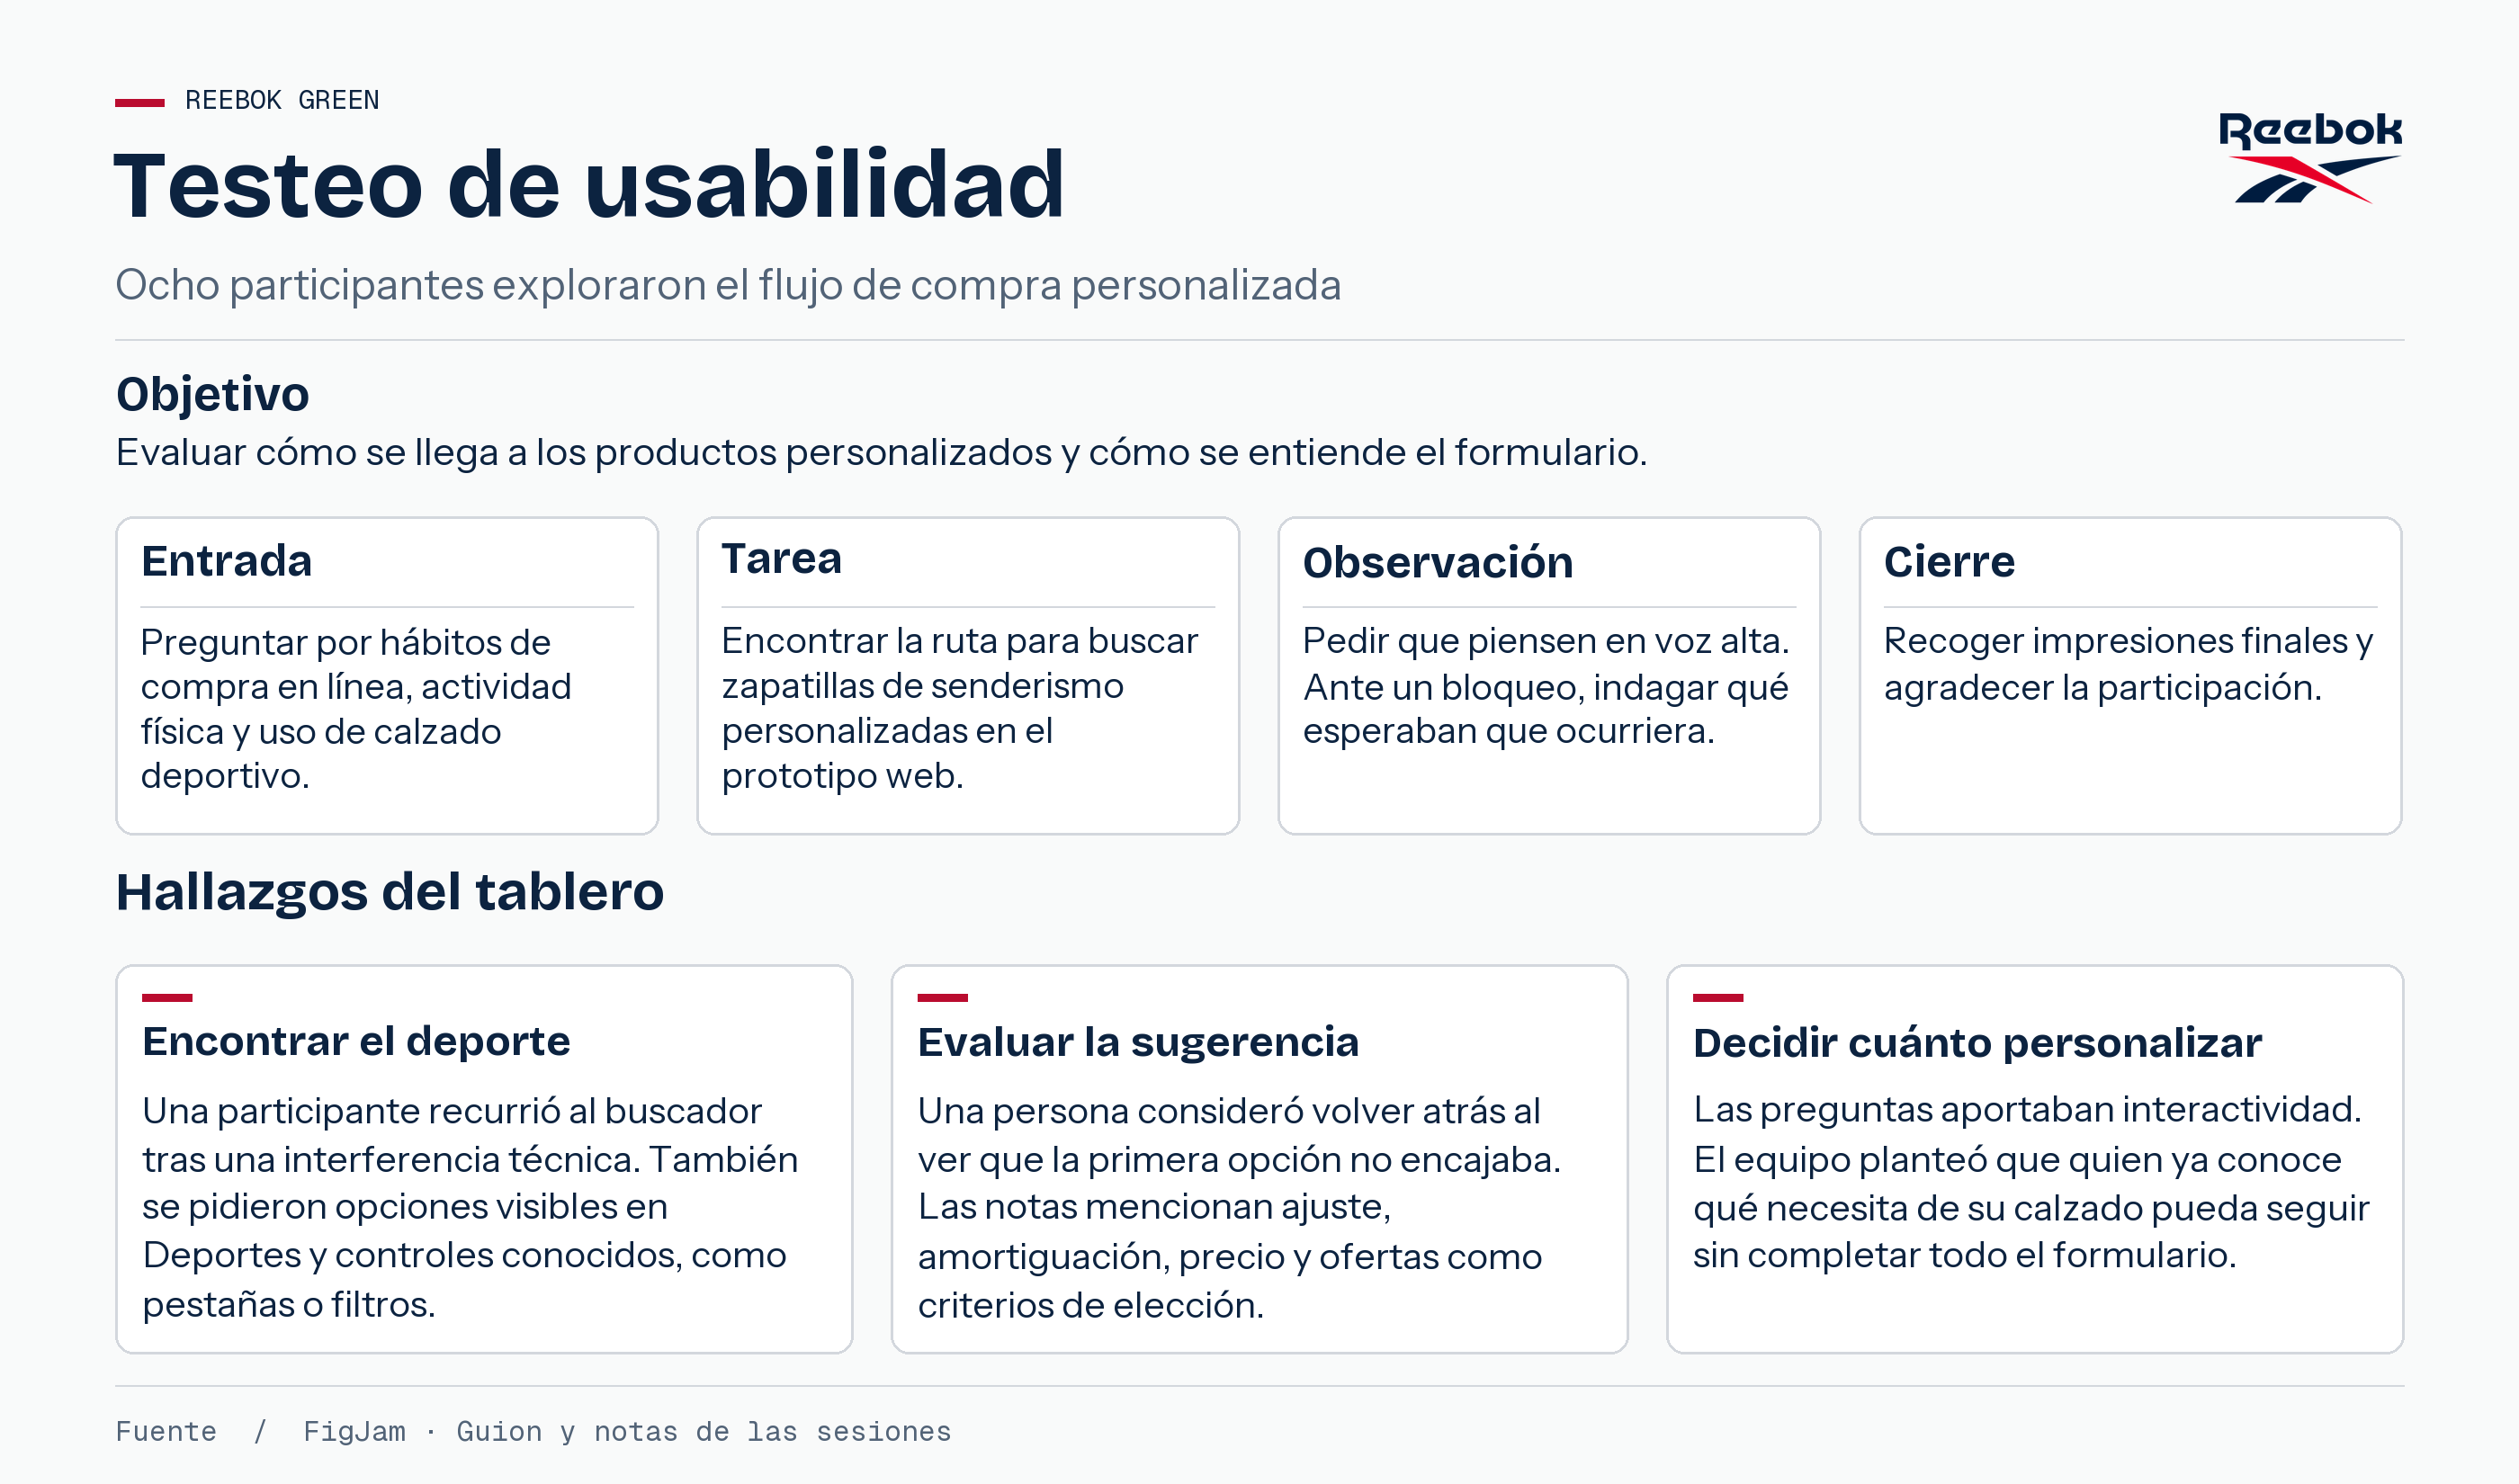 REEBOK GREEN
Reebok
Testeo de usabilidad
Ocho participantes exploraron el flujo de compra personalizada
Objetivo
Evaluar cómo se llega a los productos personalizados y cómo se entiende el formulario.
Entrada
Preguntar por hábitos de
compra en línea, actividad
física y uso de calzado
deportivo.
Tarea
Encontrar la ruta para buscar
zapatillas de senderismo
personalizadas en el
prototipo web.
Observación
Pedir que piensen en voz alta.
Ante un bloqueo, indagar qué
esperaban que ocurriera.
Cierre
Recoger impresiones finales y
agradecer la participación.
Hallazgos del tablero
Encontrar el deporte
Una participante recurrió al buscador
tras una interferencia técnica. También
se pidieron opciones visibles en
Deportes y controles conocidos, como
pestañas o filtros.
Evaluar la sugerencia
Una persona consideró volver atrás al
ver que la primera opción no encajaba.
Las notas mencionan ajuste,
amortiguación, precio y ofertas como
criterios de elección.
Decidir cuánto personalizar
Las preguntas aportaban interactividad.
El equipo planteó que quien ya conoce
qué necesita de su calzado pueda seguir
sin completar todo el formulario.
Fuente / FigJam · Guion y notas de las sesiones